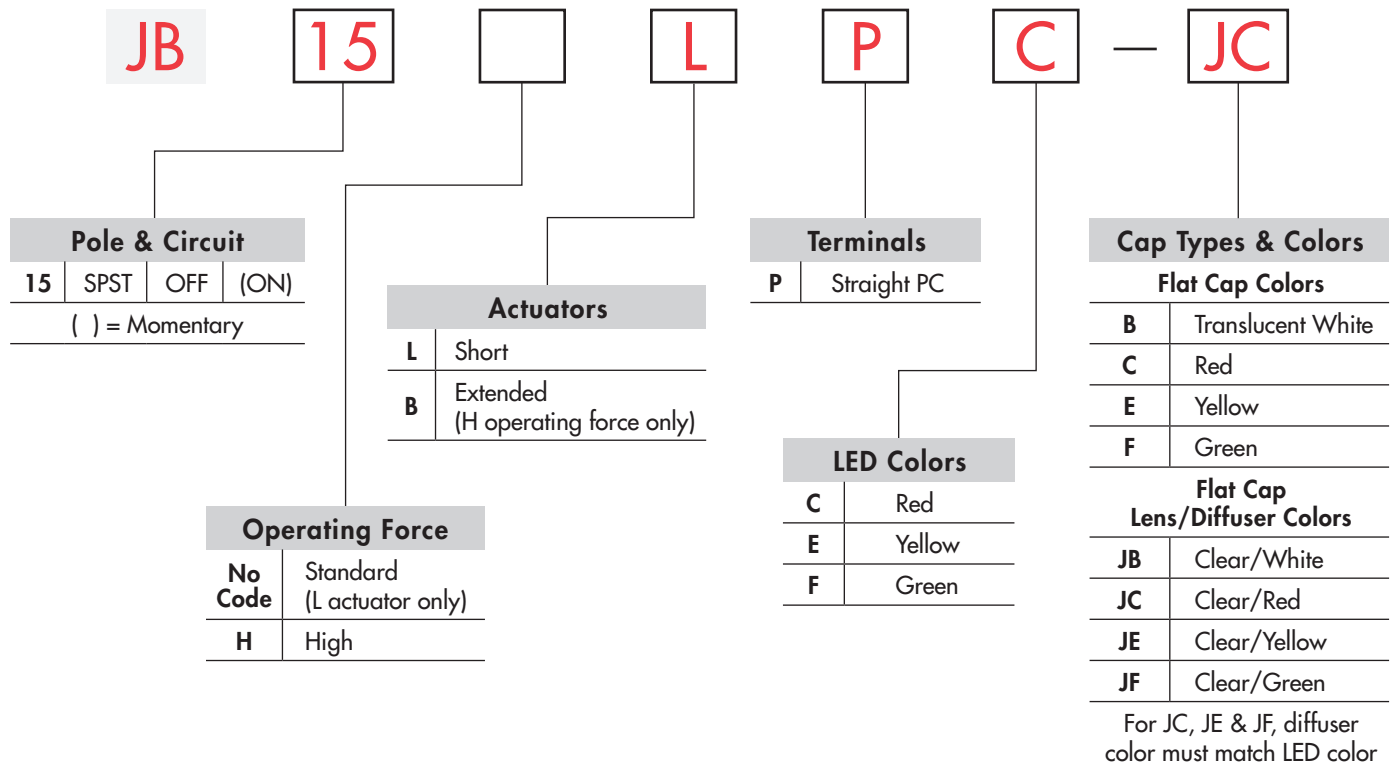 JB 15 L P C — JC
Pole & Circuit
15 SPST OFF (ON)
( ) = Momentary
Operating Force
No Code Standard (L actuator only)
H High
Actuators
L Short
B Extended (H operating force only)
Terminals
P Straight PC
LED Colors
C Red
E Yellow
F Green
Cap Types & Colors
Flat Cap Colors
B Translucent White
C Red
E Yellow
F Green
Flat Cap
Lens/Diffuser Colors
JB Clear/White
JC Clear/Red
JE Clear/Yellow
JF Clear/Green
For JC, JE & JF, diffuser
color must match LED color